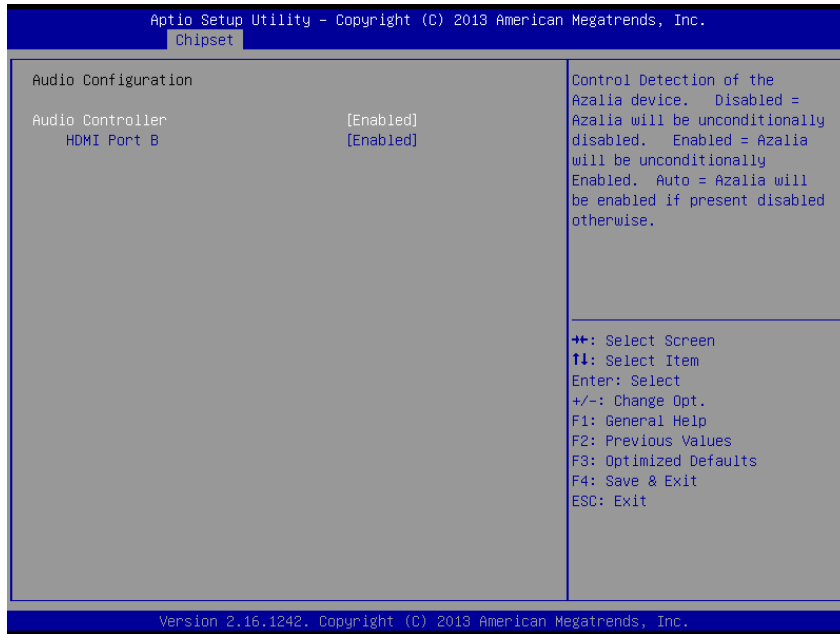 Aptio Setup Utility – Copyright (C) 2013 American Megatrends, Inc.
Chipset
Audio Configuration
Audio Controller [Enabled]
HDMI Port B [Enabled]
Control Detection of the
Azalia device. Disabled =
Azalia will be unconditionally
disabled. Enabled = Azalia
will be unconditionally
Enabled. Auto = Azalia will
be enabled if present disabled
otherwise.
→←: Select Screen
↑↓: Select Item
Enter: Select
+/-: Change Opt.
F1: General Help
F2: Previous Values
F3: Optimized Defaults
F4: Save & Exit
ESC: Exit
Version 2.16.1242. Copyright (C) 2013 American Megatrends, Inc.